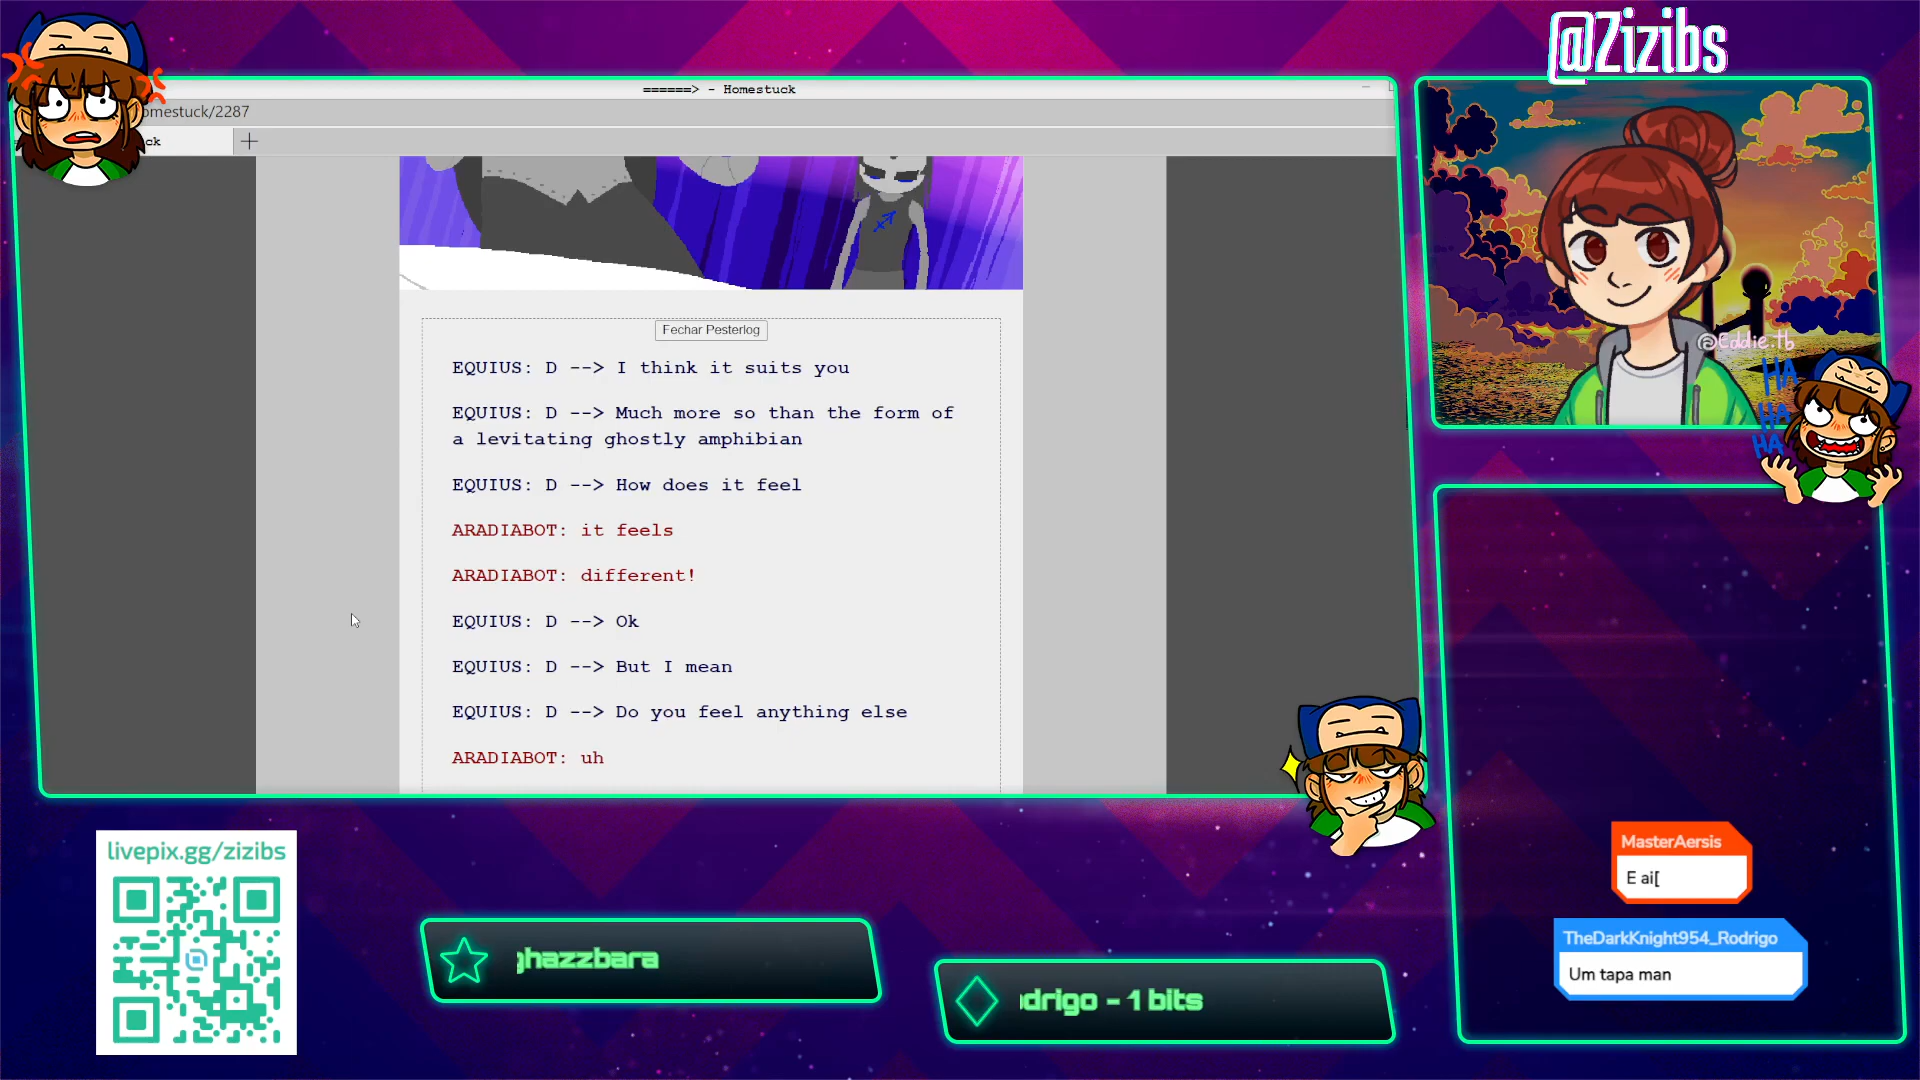 @Zizibs
======> - Homestuck
omestuck/2287
ck
Fechar Pesterlog
EQUIUS: D --> I think it suits you
EQUIUS: D --> Much more so than the form of
a levitating ghostly amphibian
EQUIUS: D --> How does it feel
ARADIABOT: it feels
ARADIABOT: different!
EQUIUS: D --> Ok
EQUIUS: D --> But I mean
EQUIUS: D --> Do you feel anything else
ARADIABOT: uh
@Eddie.tb
HA
HA
HA
livepix.gg/zizibs
ghazzbara
drigo - 1 bits
MasterAersis
E ai[
TheDarkKnight954_Rodrigo
Um tapa man